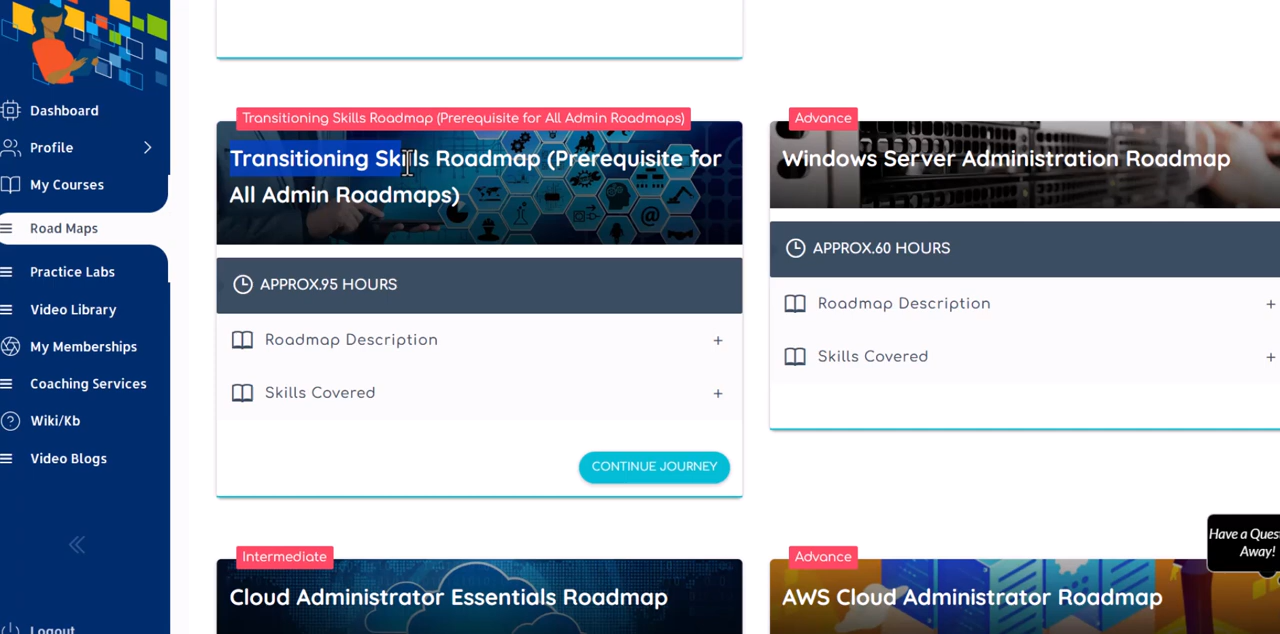 Dashboard
Profile
My Courses
Road Maps
Practice Labs
Video Library
My Memberships
Coaching Services
Wiki/Kb
Video Blogs
Logout
Transitioning Skills Roadmap (Prerequisite for All Admin Roadmaps)
Transitioning Skills Roadmap (Prerequisite for
All Admin Roadmaps)
APPROX.95 HOURS
Roadmap Description +
Skills Covered +
CONTINUE JOURNEY
Advance
Windows Server Administration Roadmap
APPROX.60 HOURS
Roadmap Description +
Skills Covered +
Intermediate
Cloud Administrator Essentials Roadmap
Advance
AWS Cloud Administrator Roadmap
Have a Ques
Away!